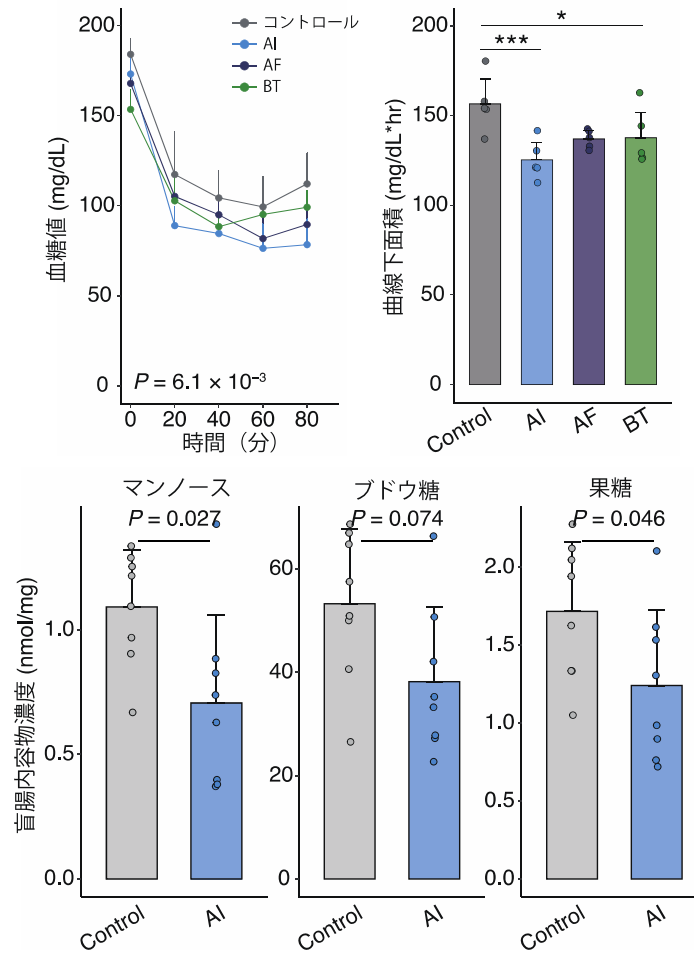 血糖値 (mg/dL)
200
150
100
50
0
コントロール
AI
AF
BT
P = 6.1 × 10⁻³
0
20
40
60
80
時間（分）
曲線下面積 (mg/dL*hr)
200
150
100
50
0
*
***
Control
AI
AF
BT
盲腸内容物濃度 (nmol/mg)
マンノース
P = 0.027
1.0
0.5
0.0
Control
AI
ブドウ糖
P = 0.074
60
40
20
0
Control
AI
果糖
P = 0.046
2.0
1.5
1.0
1.5
0.0
Control
AI